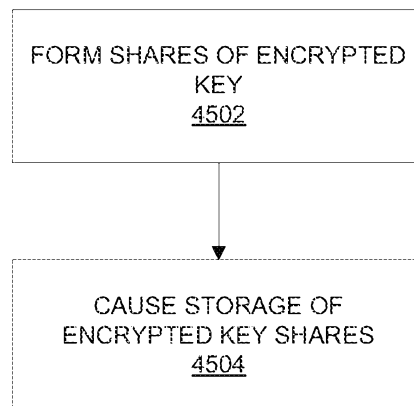 FORM SHARES OF ENCRYPTED
KEY
4502
CAUSE STORAGE OF
ENCRYPTED KEY SHARES
4504